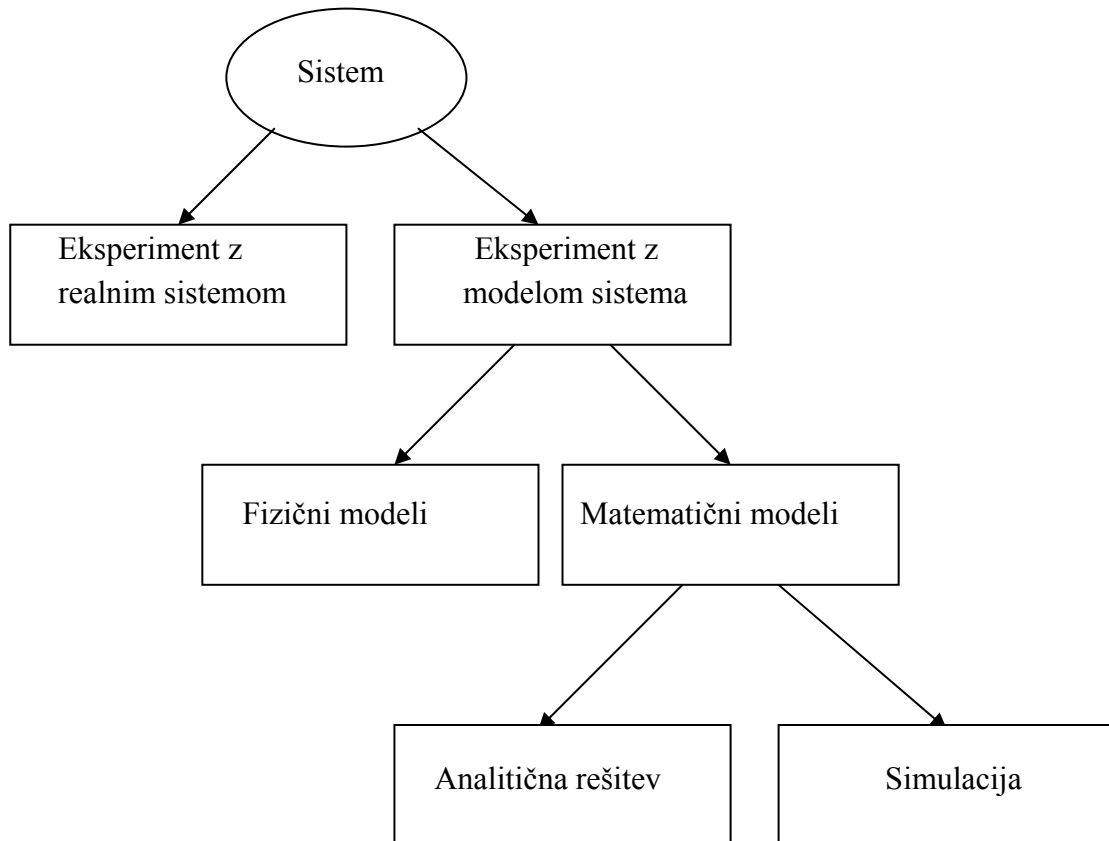 Sistem
Eksperiment z
realnim sistemom
Eksperiment z
modelom sistema
Fizični modeli
Matematični modeli
Analitična rešitev
Simulacija